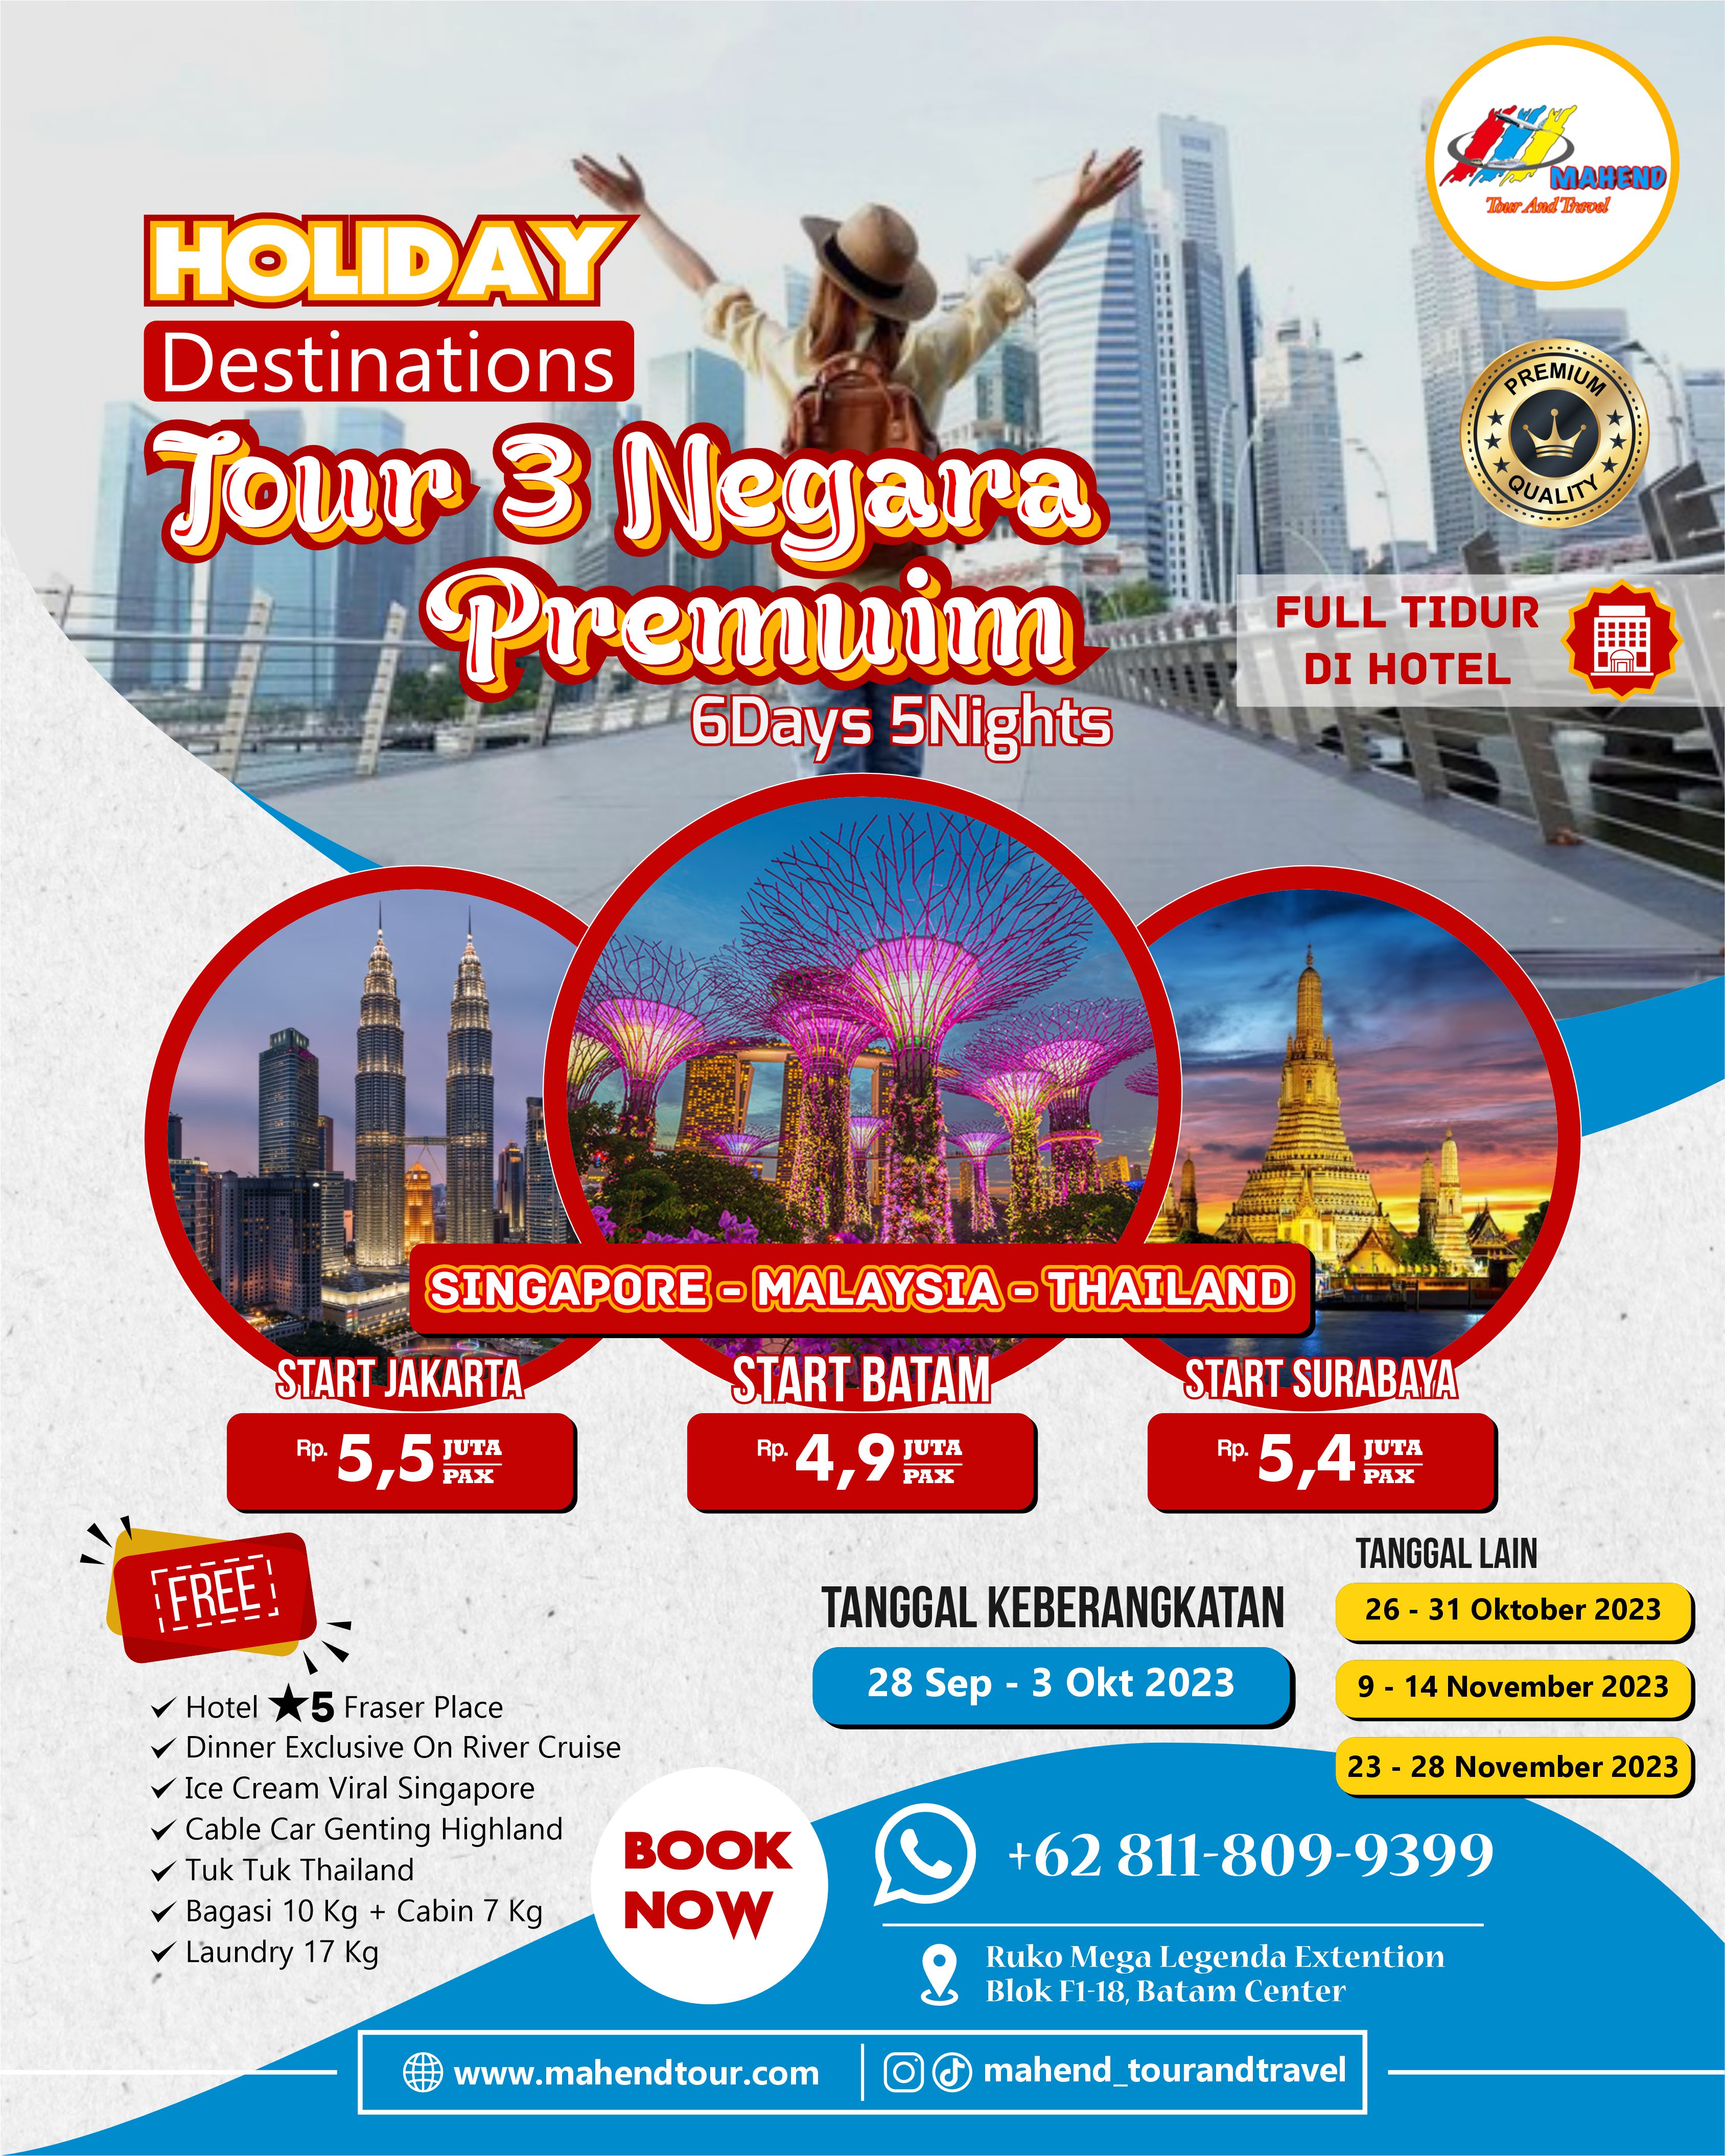 MAHEND
Tour And Travel
HOLIDAY
Destinations
Tour 3 Negara
Premuim
6Days 5Nights
PREMIUM
QUALITY
FULL TIDUR
DI HOTEL
SINGAPORE - MALAYSIA - THAILAND
START JAKARTA
Rp. 5,5 JUTA
PAX
START BATAM
Rp. 4,9 JUTA
PAX
START SURABAYA
Rp. 5,4 JUTA
PAX
FREE
Hotel ★5 Fraser Place
Dinner Exclusive On River Cruise
Ice Cream Viral Singapore
Cable Car Genting Highland
Tuk Tuk Thailand
Bagasi 10 Kg + Cabin 7 Kg
Laundry 17 Kg
TANGGAL KEBERANGKATAN
28 Sep - 3 Okt 2023
TANGGAL LAIN
26 - 31 Oktober 2023
9 - 14 November 2023
23 - 28 November 2023
BOOK
NOW
+62 811-809-9399
Ruko Mega Legenda Extention
Blok F1-18, Batam Center
www.mahendtour.com
mahend_tourandtravel